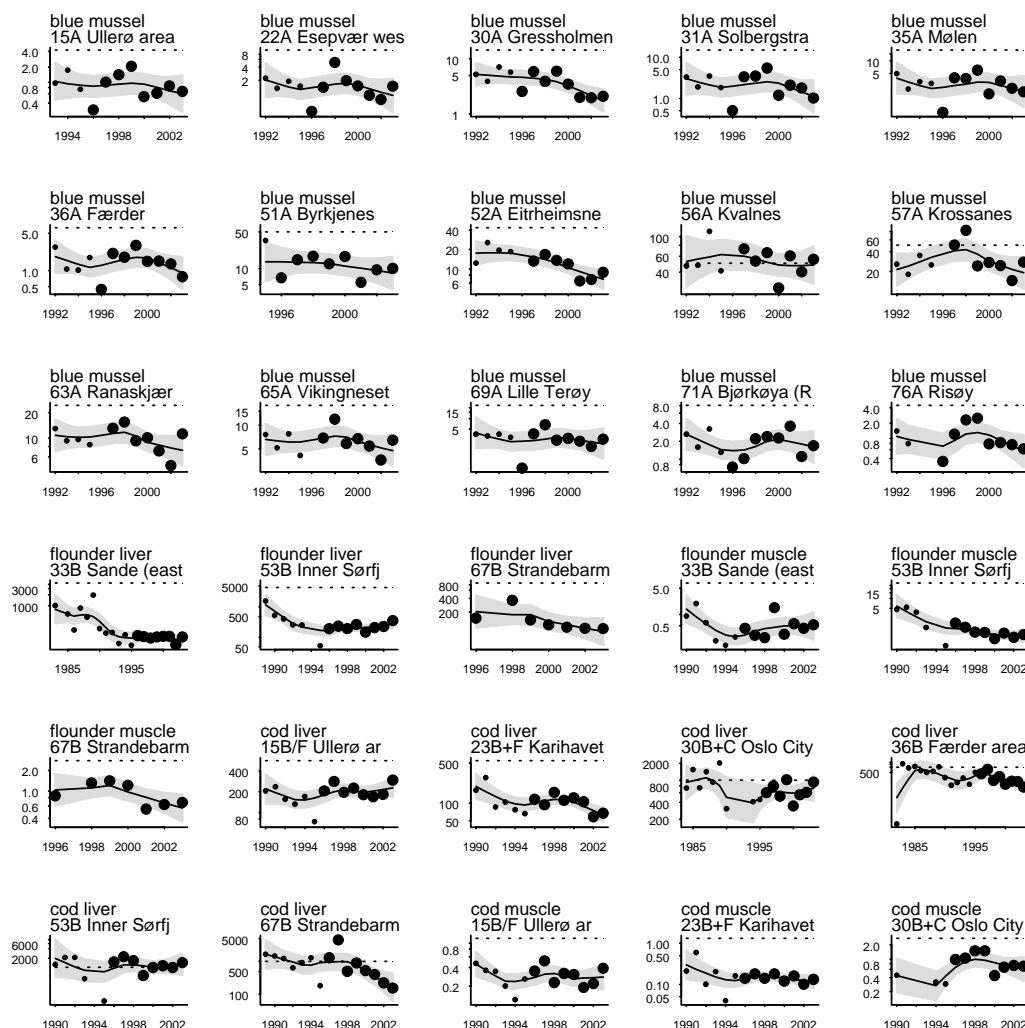 blue mussel
15A Ullerø area
4.0
2.0
0.8
0.4
1994 1998 2002
blue mussel
22A Esepvær wes
8
4
2
1992 1996 2000
blue mussel
30A Gressholmen
10
5
1
1992 1996 2000
blue mussel
31A Solbergstra
10.0
5.0
1.0
0.5
1992 1996 2000
blue mussel
35A Mølen
10
5
1992 1996 2000
blue mussel
36A Færder
5.0
1.0
0.5
1992 1996 2000
blue mussel
51A Byrkjenes
50
10
5
1996 2000
blue mussel
52A Eitrheimsne
40
20
10
6
1992 1996 2000
blue mussel
56A Kvalnes
100
60
40
1992 1996 2000
blue mussel
57A Krossanes
60
40
20
1992 1996 2000
blue mussel
63A Ranaskjær
20
10
6
1992 1996 2000
blue mussel
65A Vikingneset
15
10
5
1992 1996 2000
blue mussel
69A Lille Terøy
15
5
1992 1996 2000
blue mussel
71A Bjørkøya (R
8.0
4.0
2.0
0.8
1992 1996 2000
blue mussel
76A Risøy
4.0
2.0
0.8
0.4
1992 1996 2000
flounder liver
33B Sande (east
3000
1000
1985 1995
flounder liver
53B Inner Sørfj
5000
500
50
1990 1994 1998 2002
flounder liver
67B Strandebarm
800
400
200
1996 1998 2000 2002
flounder muscle
33B Sande (east
5.0
0.5
1990 1994 1998 2002
flounder muscle
53B Inner Sørfj
15
5
1990 1994 1998 2002
flounder muscle
67B Strandebarm
2.0
1.0
0.6
0.4
1996 1998 2000 2002
cod liver
15B/F Ullerø ar
400
200
80
1990 1994 1998 2002
cod liver
23B+F Karihavet
500
100
50
1990 1994 1998 2002
cod liver
30B+C Oslo City
2000
800
400
200
1985 1995
cod liver
36B Færder area
500
1985 1995
cod liver
53B Inner Sørfj
6000
2000
1990 1994 1998 2002
cod liver
67B Strandebarm
5000
500
100
1990 1994 1998 2002
cod muscle
15B/F Ullerø ar
0.8
0.4
0.2
1990 1994 1998 2002
cod muscle
23B+F Karihavet
1.00
0.50
0.10
0.05
1990 1994 1998 2002
cod muscle
30B+C Oslo City
2.0
0.8
0.4
0.2
1990 1994 1998 2002